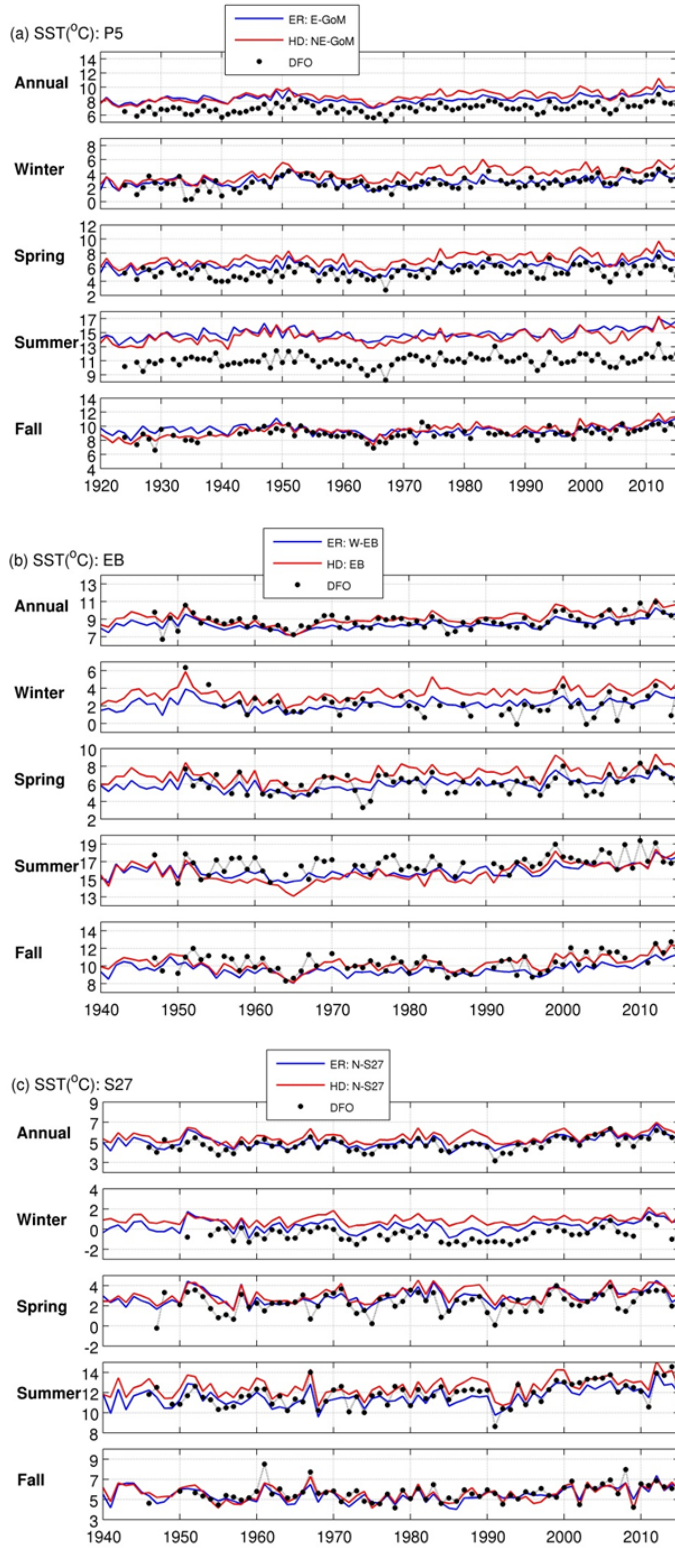 (a) SST(°C): P5
ER: E-GoM
HD: NE-GoM
DFO
Annual
14
12
10
8
6
Winter
8
6
4
2
0
Spring
12
10
8
6
4
2
Summer
17
15
13
11
9
Fall
14
12
10
8
6
4
1920 1930 1940 1950 1960 1970 1980 1990 2000 2010
(b) SST(°C): EB
ER: W-EB
HD: EB
DFO
Annual
13
11
9
7
Winter
6
4
2
0
Spring
10
8
6
4
2
Summer
19
17
15
13
Fall
14
12
10
8
1940 1950 1960 1970 1980 1990 2000 2010
(c) SST(°C): S27
ER: N-S27
HD: N-S27
DFO
Annual
9
7
5
3
Winter
4
2
0
-2
Spring
4
2
0
-2
Summer
14
12
10
8
Fall
9
7
5
3
1940 1950 1960 1970 1980 1990 2000 2010